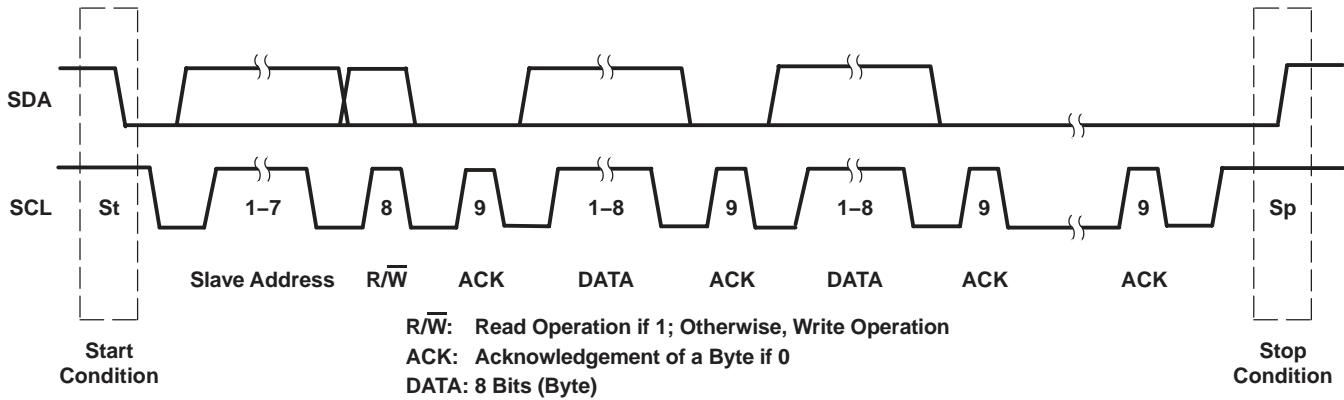 SDA
SCL
St 1–7 8 9 1–8 9 1–8 9 9 Sp
Slave Address R/W̅ ACK DATA ACK DATA ACK ACK
R/W̅: Read Operation if 1; Otherwise, Write Operation
ACK: Acknowledgement of a Byte if 0
DATA: 8 Bits (Byte)
Start
Condition
Stop
Condition